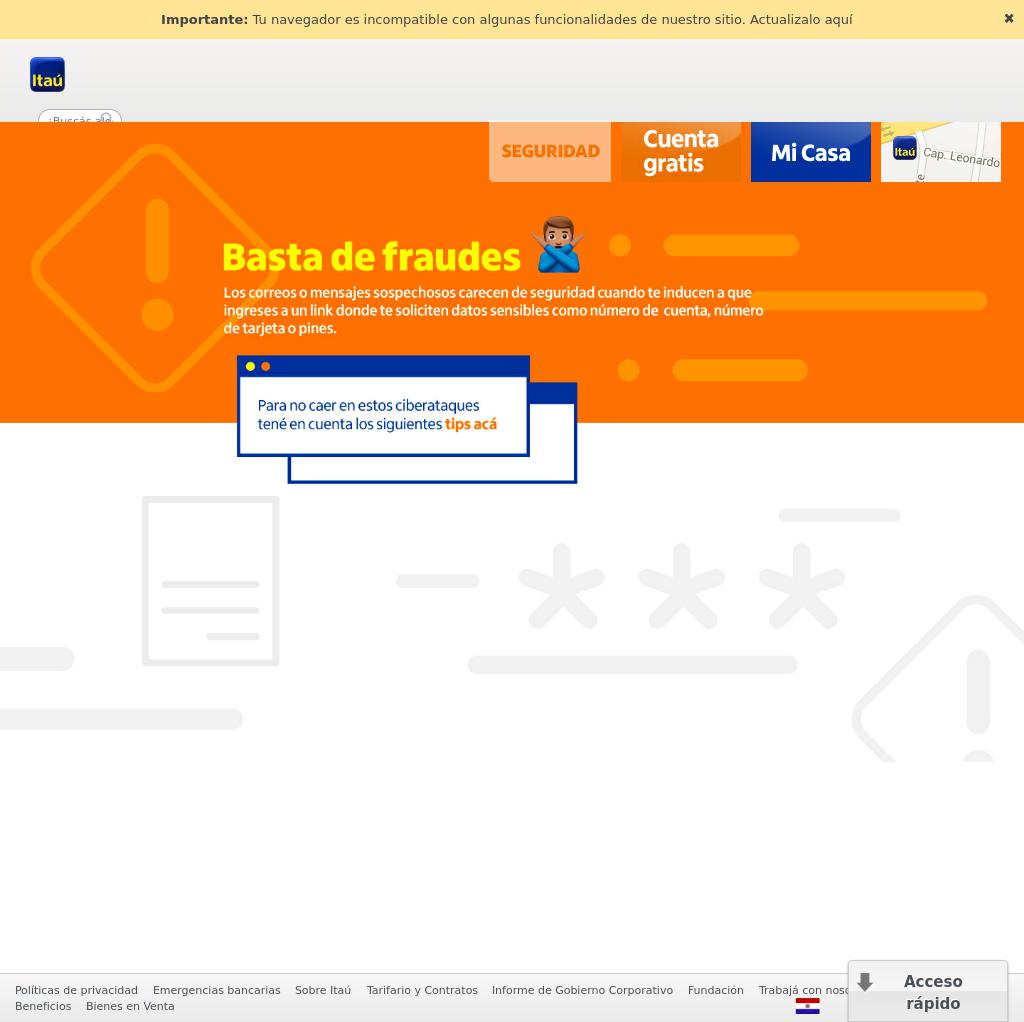 Importante: Tu navegador es incompatible con algunas funcionalidades de nuestro sitio. Actualizalo aquí
✖
Itaú
¿Buscás algo
SEGURIDAD
Cuenta
gratis
Mi Casa
Itaú
Cap. Leonardo
Basta de fraudes
Los correos o mensajes sospechosos carecen de seguridad cuando te inducen a que
ingreses a un link donde te soliciten datos sensibles como número de cuenta, número
de tarjeta o pines.
Para no caer en estos ciberataques
tené en cuenta los siguientes tips acá
Políticas de privacidad Emergencias bancarias Sobre Itaú Tarifario y Contratos Informe de Gobierno Corporativo Fundación Trabajá con noso
Beneficios Bienes en Venta
Acceso
rápido